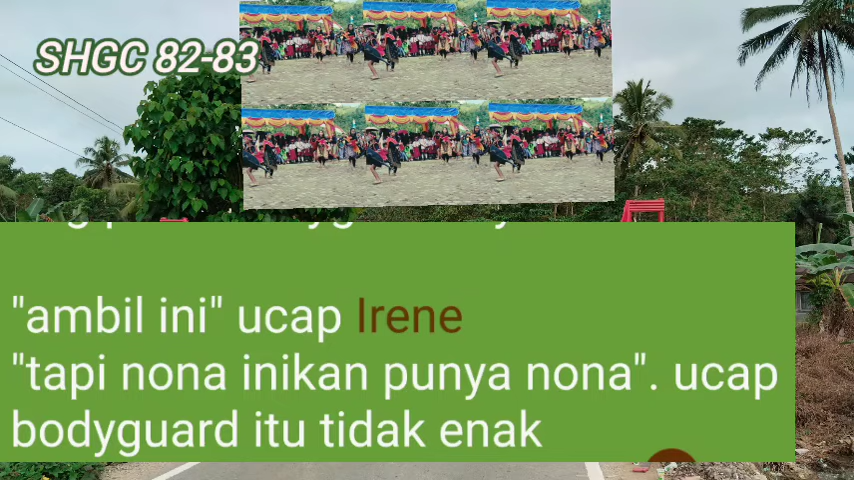 SHGC 82-83
"ambil ini" ucap Irene
"tapi nona inikan punya nona". ucap
bodyguard itu tidak enak